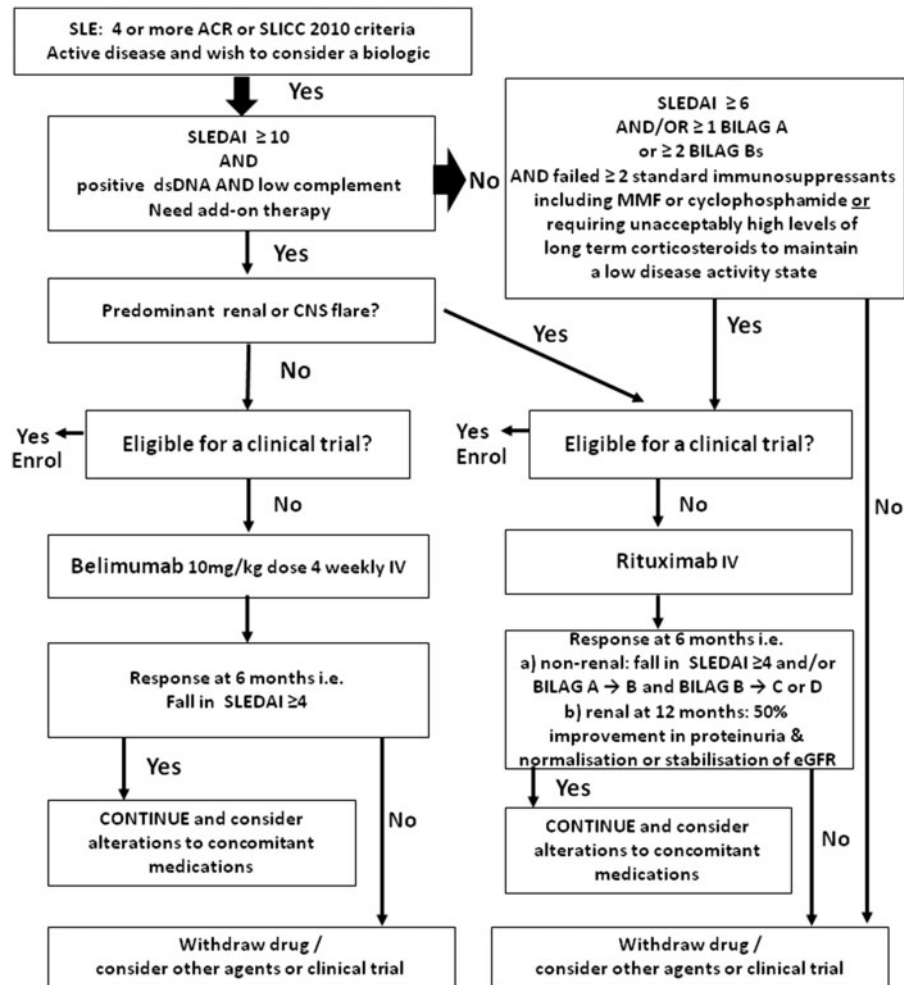 SLE: 4 or more ACR or SLICC 2010 criteria
Active disease and wish to consider a biologic
Yes
SLEDAI ≥ 10
AND
positive dsDNA AND low complement
Need add-on therapy
No
SLEDAI ≥ 6
AND/OR ≥ 1 BILAG A
or ≥ 2 BILAG Bs
AND failed ≥ 2 standard immunosuppressants
including MMF or cyclophosphamide or
requiring unacceptably high levels of
long term corticosteroids to maintain
a low disease activity state
Yes
Predominant renal or CNS flare?
Yes
Yes
No
Eligible for a clinical trial?
Yes
Enrol
Eligible for a clinical trial?
Yes
Enrol
No
No
No
Belimumab 10mg/kg dose 4 weekly IV
Rituximab IV
Response at 6 months i.e.
Fall in SLEDAI ≥4
Response at 6 months i.e.
a) non-renal: fall in SLEDAI ≥4 and/or
BILAG A → B and BILAG B → C or D
b) renal at 12 months: 50%
improvement in proteinuria &
normalisation or stabilisation of eGFR
Yes
No
Yes
No
CONTINUE and consider
alterations to concomitant
medications
CONTINUE and consider
alterations to concomitant
medications
Withdraw drug /
consider other agents or clinical trial
Withdraw drug /
consider other agents or clinical trial